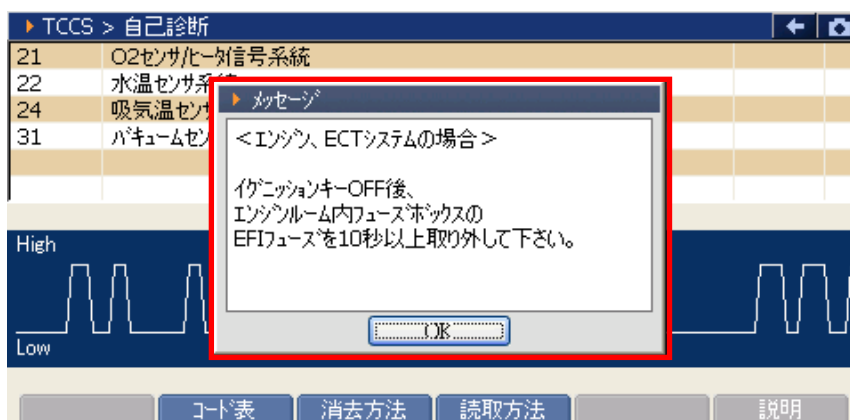 TCCS > 自己診断
21 O2センサ/ヒータ信号系統
22 水温センサ系
24 吸気温セン
31 バキュームセン
メッセージ
<エンジン、ECTシステムの場合>
イグニッションキーOFF後、
エンジンルーム内フューズボックスの
EFIフューズを10秒以上取り外して下さい。
OK
High
Low
コード表 消去方法 読取方法 説明